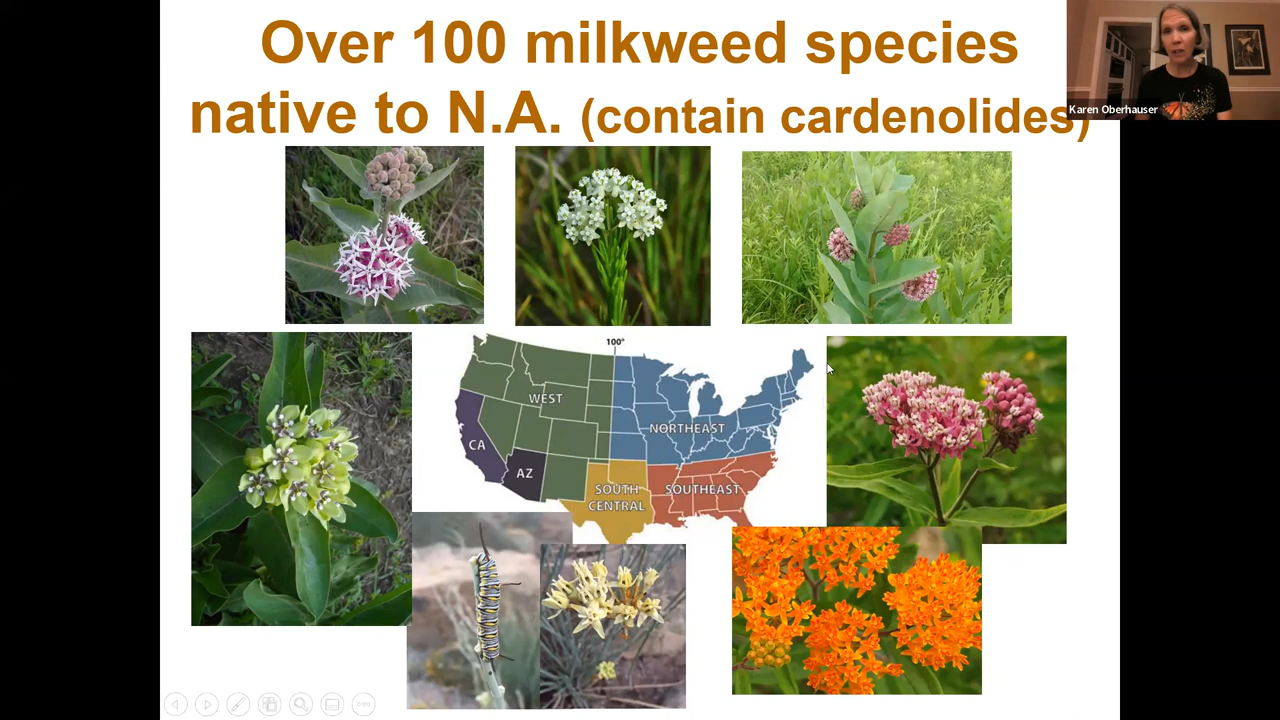 Over 100 milkweed species
native to N.A. (contain cardenolides)
Karen Oberhauser
100°
WEST
NORTHEAST
CA
AZ
SOUTH
CENTRAL
SOUTHEAST